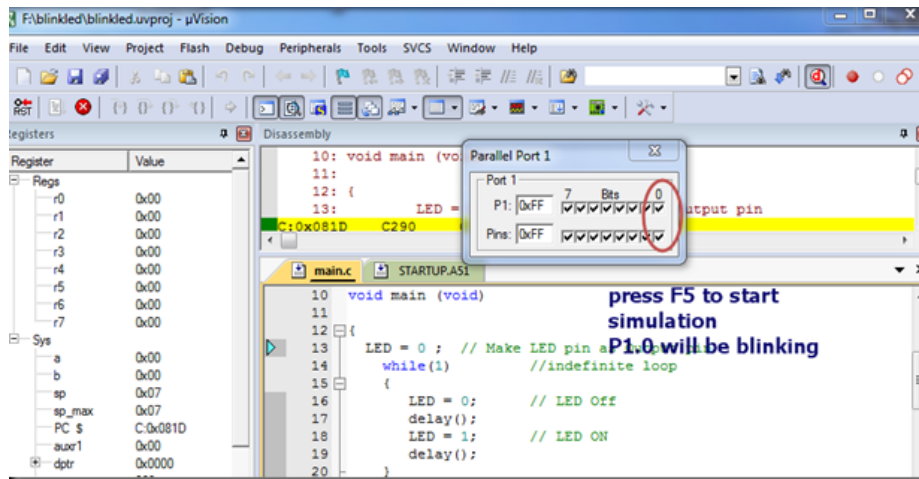 F:\blinkled\blinkled.uvproj - µVision
File Edit View Project Flash Debug Peripherals Tools SVCS Window Help
Registers
Register Value
Regs
r0 0x00
r1 0x00
r2 0x00
r3 0x00
r4 0x00
r5 0x00
r6 0x00
r7 0x00
Sys
a 0x00
b 0x00
sp 0x07
sp_max 0x07
PC $ C:0x081D
auxr1 0x00
dptr 0x0000
Disassembly
10: void main (vo
11:
12: {
13: LED = utput pin
C:0x081D C290
Parallel Port 1
Port 1
7 Bits 0
P1: 0xFF
Pins: 0xFF
main.c STARTUP.A51
10 void main (void)
11
12 {
13 LED = 0 ; // Make LED pin as
14 while(1) //indefinite loop
15 {
16 LED = 0; // LED Off
17 delay();
18 LED = 1; // LED ON
19 delay();
20 }
press F5 to start
simulation
P1.0 will be blinking